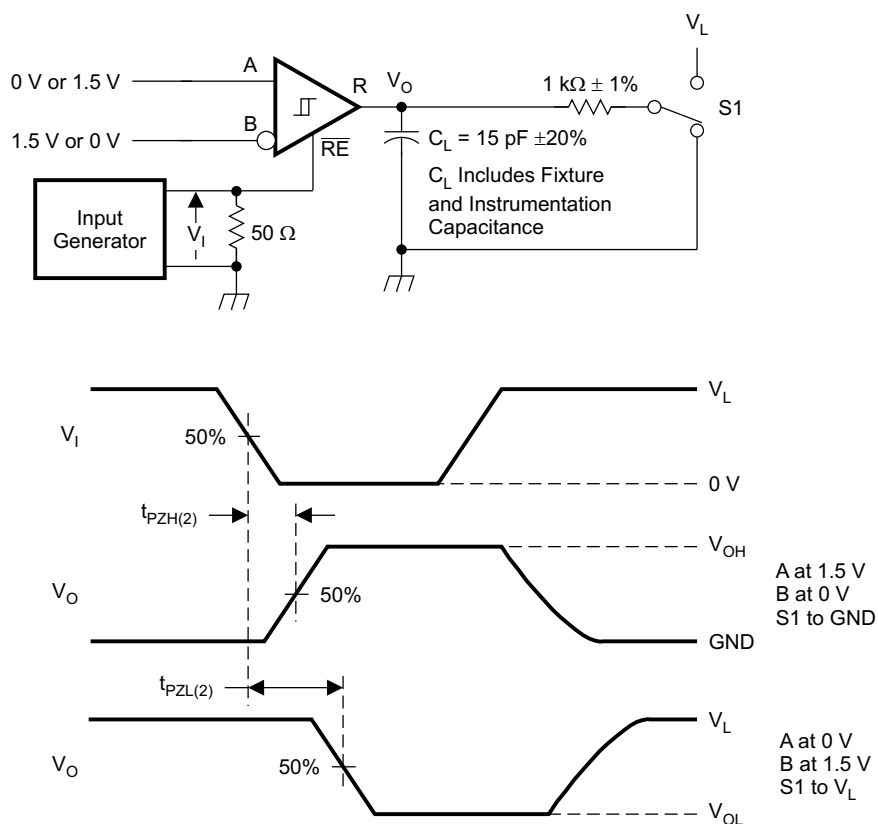 V_L
0 V or 1.5 V
A
R
V_O
1 kΩ ± 1%
S1
1.5 V or 0 V
B
R̅E̅
C_L = 15 pF ±20%
C_L Includes Fixture
and Instrumentation
Capacitance
Input
Generator
V_I
50 Ω
V_L
V_I
50%
0 V
t_PZH(2)
V_OH
V_O
50%
A at 1.5 V
B at 0 V
S1 to GND
GND
t_PZL(2)
V_L
V_O
50%
A at 0 V
B at 1.5 V
S1 to V_L
V_OL